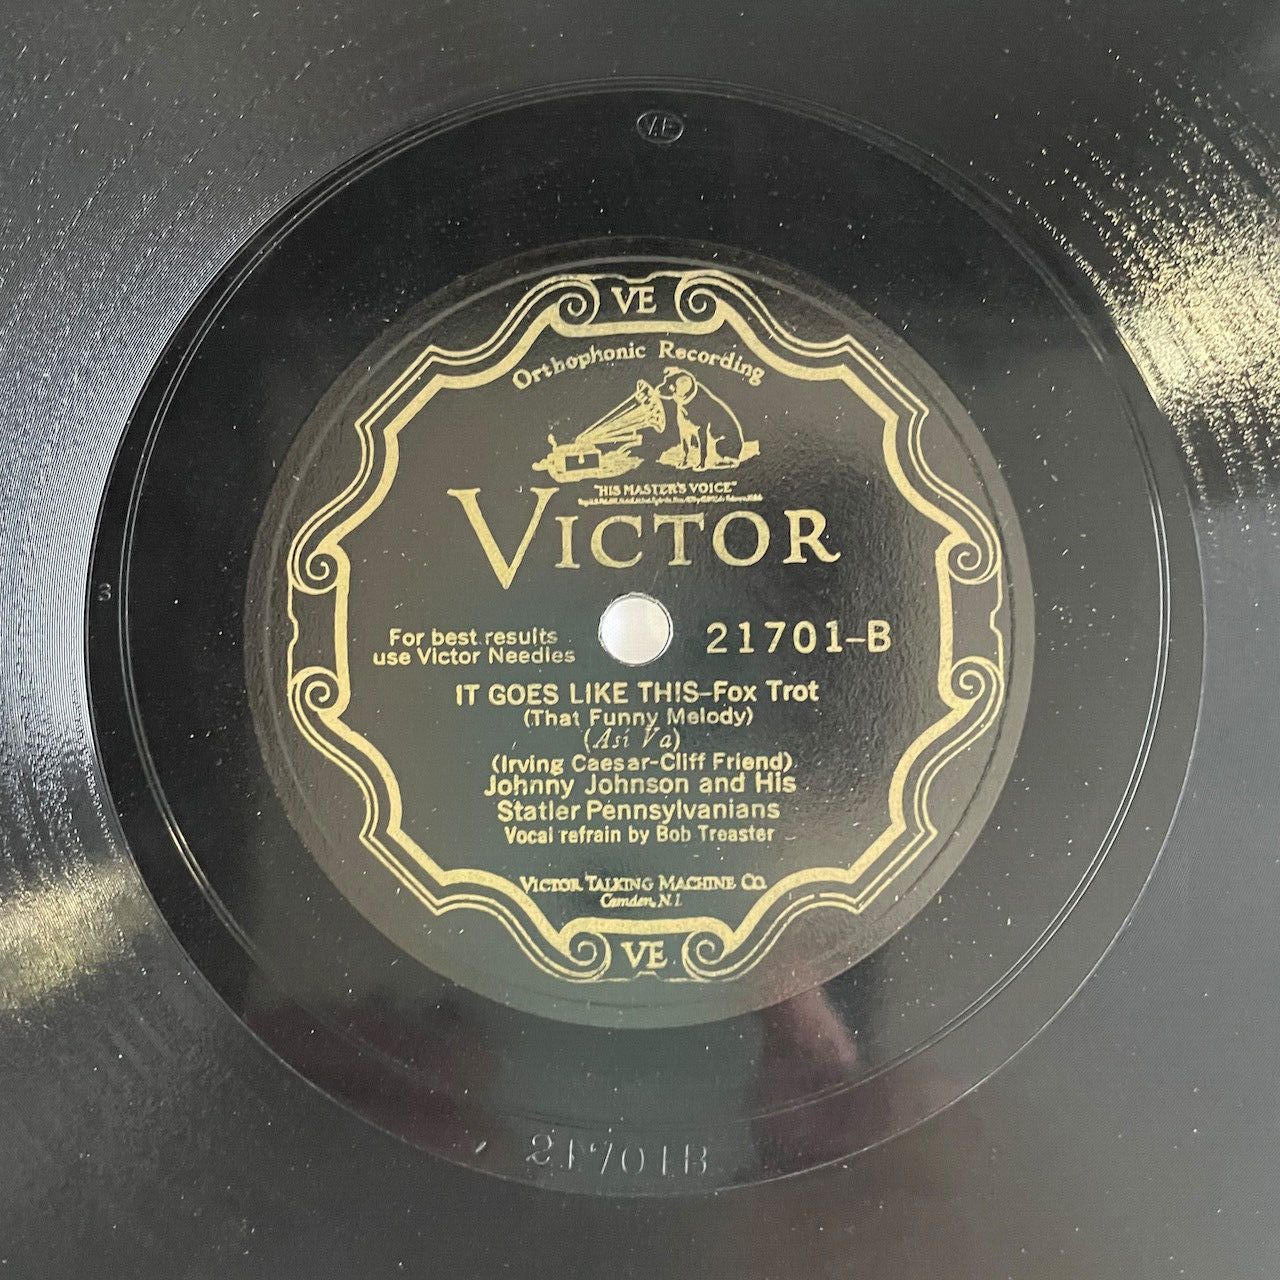 VE
VE
Orthophonic Recording
"HIS MASTER'S VOICE"
VICTOR
For best results
use Victor Needles
21701-B
3
IT GOES LIKE THIS-Fox Trot
(That Funny Melody)
(Así Va)
(Irving Caesar-Cliff Friend)
Johnny Johnson and His
Statler Pennsylvanians
Vocal refrain by Bob Treaster
VICTOR TALKING MACHINE CO.
Camden, N.J.
VE
21701B